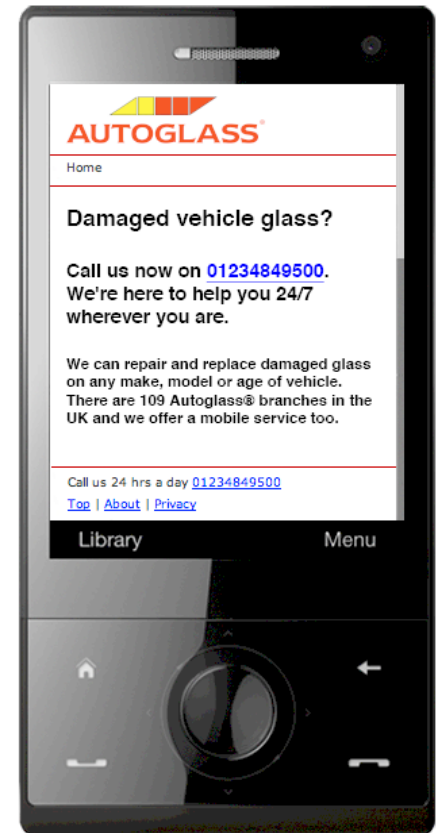 AUTOGLASS®
Home
Damaged vehicle glass?
Call us now on 01234849500.
We're here to help you 24/7
wherever you are.
We can repair and replace damaged glass
on any make, model or age of vehicle.
There are 109 Autoglass® branches in the
UK and we offer a mobile service too.
Call us 24 hrs a day 01234849500
Top | About | Privacy
Library Menu